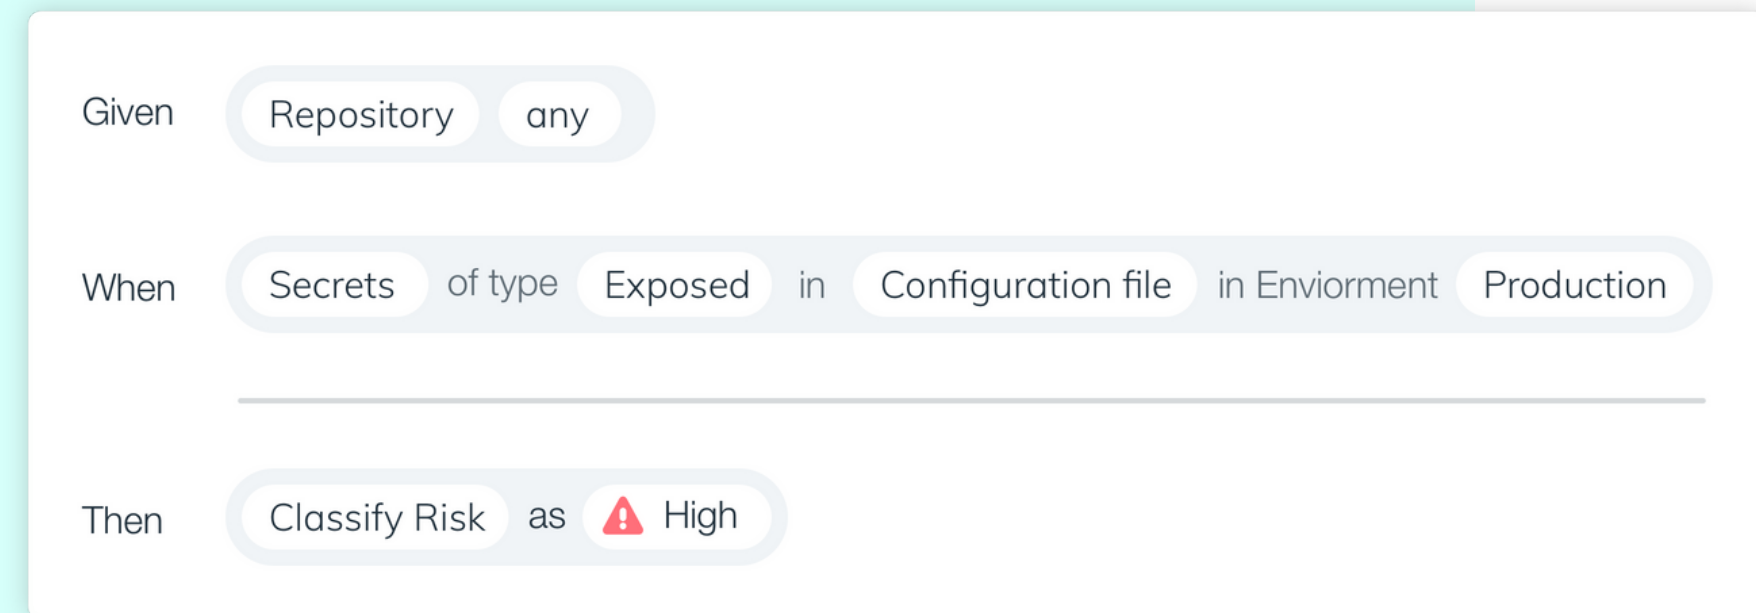 Given Repository any
When Secrets of type Exposed in Configuration file in Enviorment Production
Then Classify Risk as High